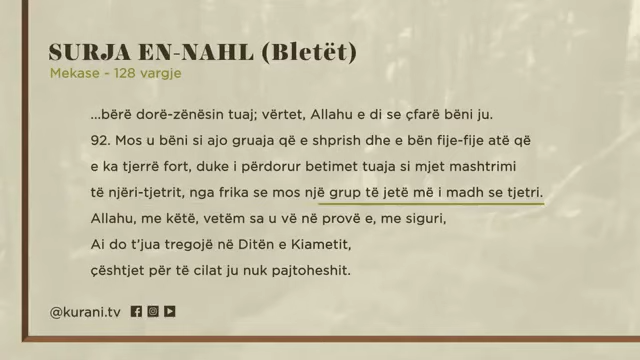 SURJA EN-NAHL (Bletët)
Mekase - 128 vargje
...bërë dorë-zënësin tuaj; vërtet, Allahu e di se çfarë bëni ju.
92. Mos u bëni si ajo gruaja që e shprish dhe e bën fije-fije atë që
e ka tjerrë fort, duke i përdorur betimet tuaja si mjet mashtrimi
të njëri-tjetrit, nga frika se mos një grup të jetë më i madh se tjetri.
Allahu, me këtë, vetëm sa u vë në provë e, me siguri,
Ai do t'jua tregojë në Ditën e Kiametit,
çështjet për të cilat ju nuk pajtoheshit.
@kurani.tv